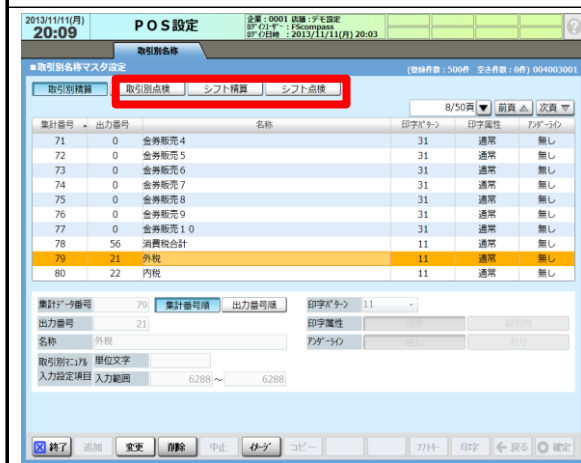 2013/11/11(月)
20:09
POS設定
企業：0001 店舗：デモ設定
ﾛｸﾞｲﾝﾕｰｻﾞｰ：FScompass
ﾛｸﾞｲﾝ日時：2013/11/11(月) 20:03
取引別名称
■取引別名称マスタ設定
(登録件数：500件 空き件数：0件) 004003001
取引別精算 取引別点検 シフト精算 シフト点検
8/50頁 ▼ 前頁 △ 次頁 ▽
集計番号 出力番号 名称 印字ﾊﾟﾀｰﾝ 印字属性 ｱﾝﾀﾞｰﾗｲﾝ
71 0 金券販売４ 31 通常 無し
72 0 金券販売５ 31 通常 無し
73 0 金券販売６ 31 通常 無し
74 0 金券販売７ 31 通常 無し
75 0 金券販売８ 31 通常 無し
76 0 金券販売９ 31 通常 無し
77 0 金券販売１０ 31 通常 無し
78 56 消費税合計 11 通常 無し
79 21 外税 11 通常 無し
80 22 内税 11 通常 無し
集計ﾃﾞｰﾀ番号 79 集計番号順 出力番号順 印字ﾊﾟﾀｰﾝ 11
出力番号 21 印字属性 通常 縦倍角
名称 外税 ｱﾝﾀﾞｰﾗｲﾝ 無し 有り
取引別ﾏﾆｭｱﾙ 単位文字
入力設定項目 入力範囲 6288 ～ 6288
終了 追加 変更 削除 中止 ｲﾒｰｼﾞ コピー ｿﾌﾄｷｰ 印字 戻る 確定